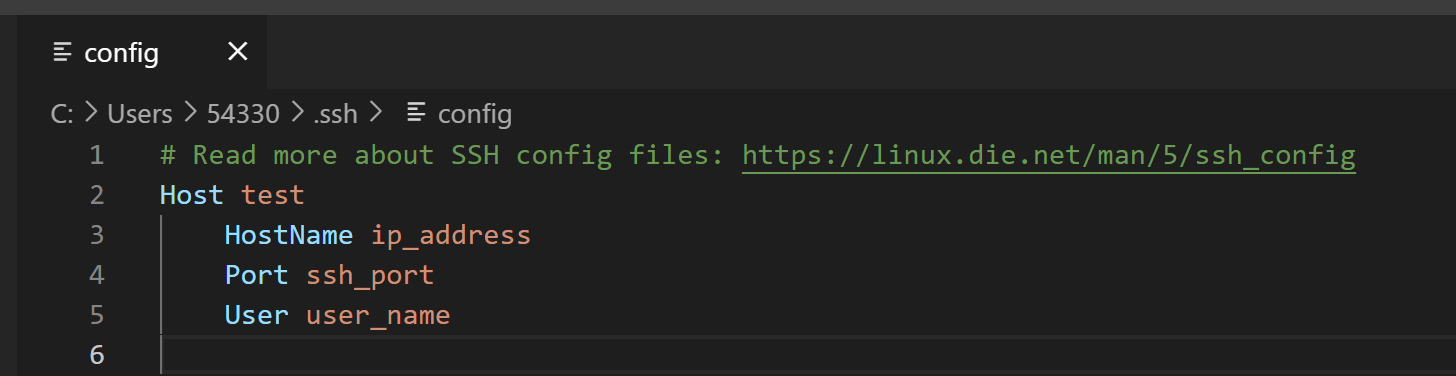 config
C: > Users > 54330 > .ssh > config
1 # Read more about SSH config files: https://linux.die.net/man/5/ssh_config
2 Host test
3     HostName ip_address
4     Port ssh_port
5     User user_name
6